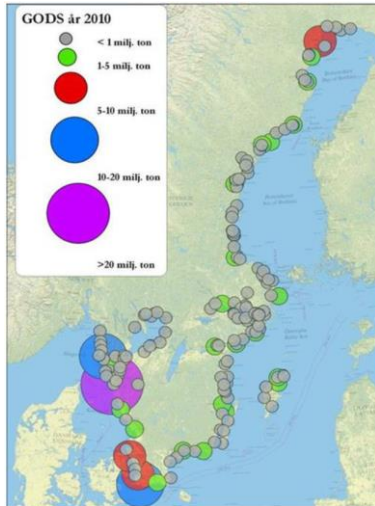 GODS år 2010
< 1 milj. ton
1-5 milj. ton
5-10 milj. ton
10-20 milj. ton
>20 milj. ton